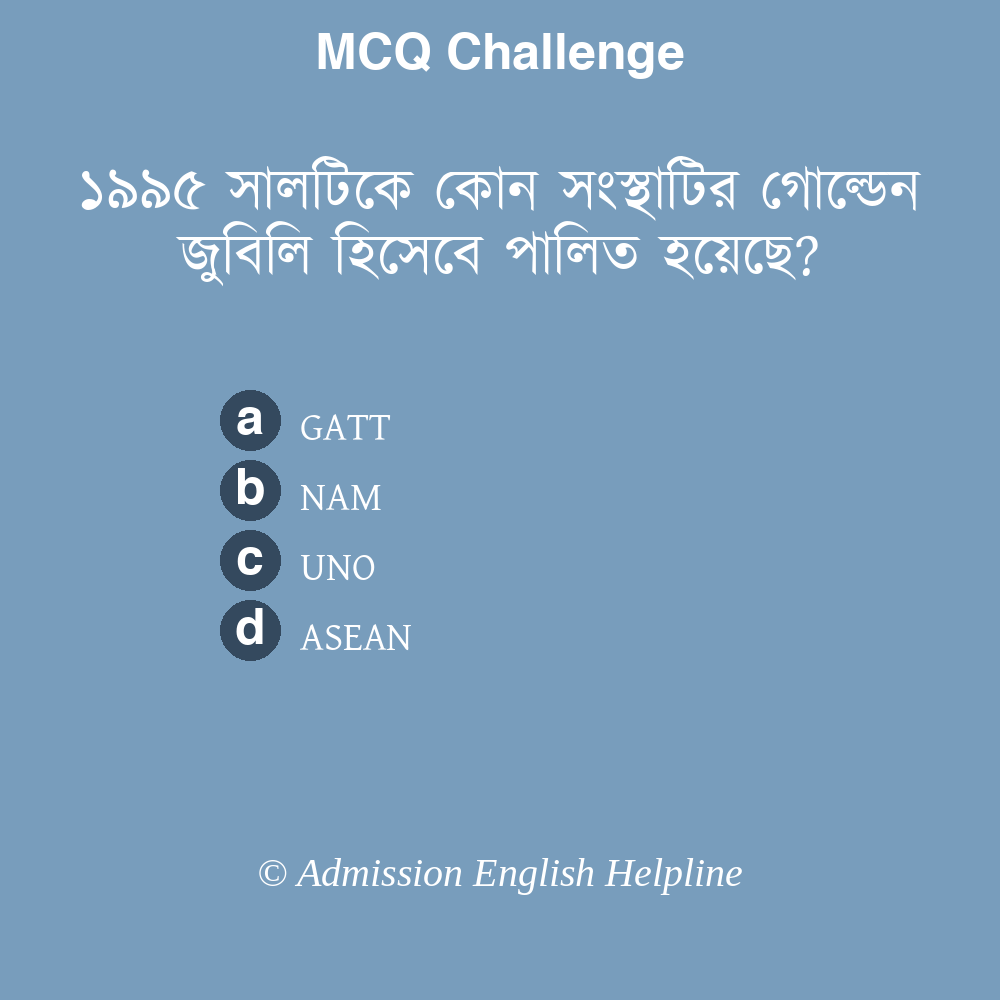 MCQ Challenge
১৯৯৫ সালটিকে কোন সংস্থাটির গোল্ডেন
জুবিলি হিসেবে পালিত হয়েছে?
a GATT
b NAM
c UNO
d ASEAN
© Admission English Helpline